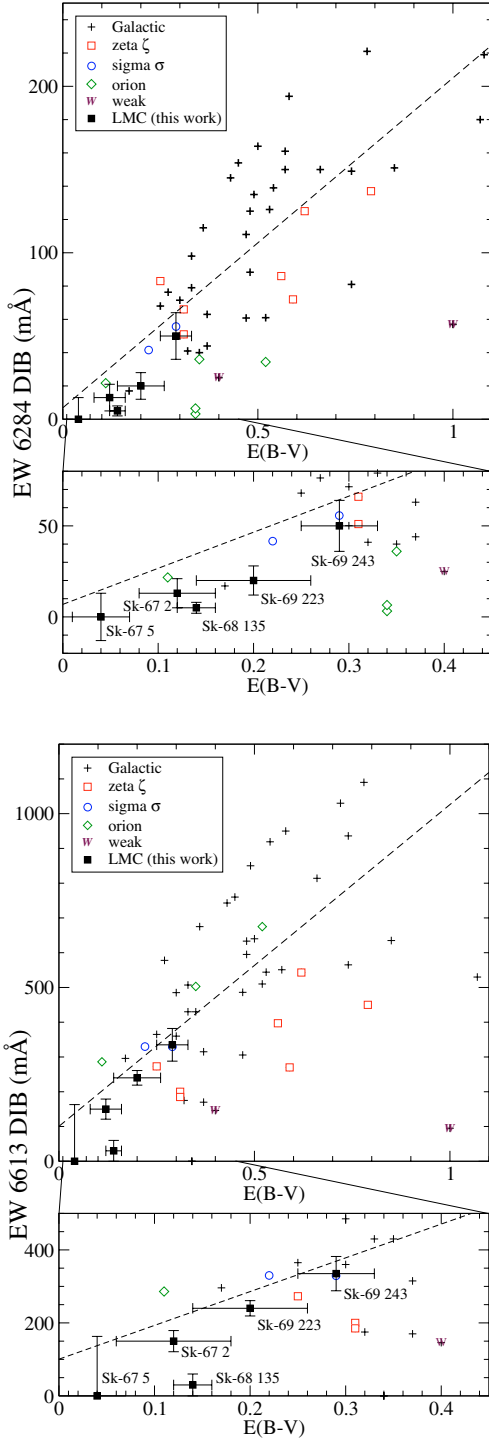 Galactic
zeta ζ
sigma σ
orion
W weak
LMC (this work)
200
100
0
EW 6284 DIB (mÅ)
0 0.5 1
E(B-V)
W
W
50
0
Sk-69 243
Sk-69 223
Sk-67 2
Sk-68 135
Sk-67 5
W
0 0.1 0.2 0.3 0.4
E(B-V)
Galactic
zeta ζ
sigma σ
orion
W weak
LMC (this work)
1000
500
0
EW 6613 DIB (mÅ)
W
W
0 0.5 1
E(B-V)
400
200
0
Sk-69 243
Sk-69 223
Sk-67 2
Sk-67 5
Sk-68 135
W
0 0.1 0.2 0.3 0.4
E(B-V)